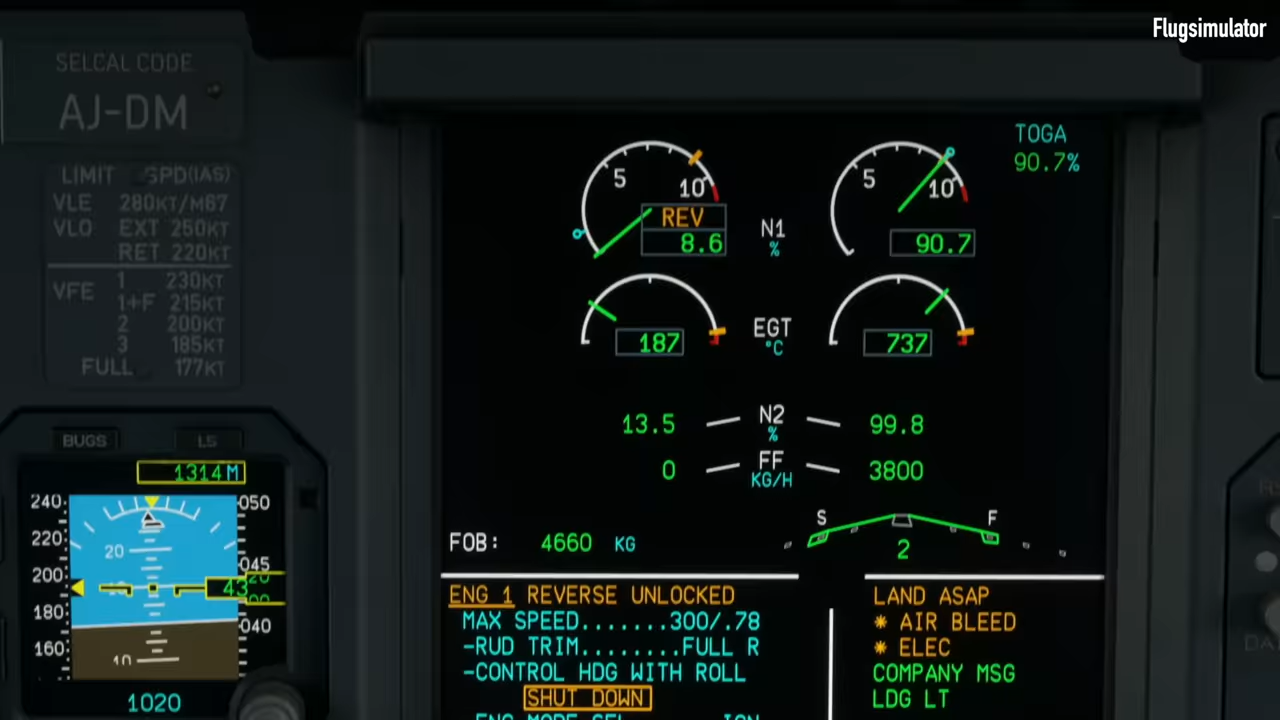 Flugsimulator
SELCAL CODE
AJ-DM
LIMIT SPD(IAS)
VLE 280KT/M67
VLO EXT 250KT
RET 220KT
VFE 1 230KT
1+F 215KT
2 200KT
3 185KT
FULL 177KT
BUGS LS
1314M
240
220
200
180
160
20
10
050
045
43
20
00
040
1020
TOGA
90.7%
5 10
REV
8.6
N1
%
5 10
90.7
187
EGT
°C
737
13.5 N2 99.8
%
0 FF 3800
KG/H
FOB: 4660 KG
S F
2
ENG 1 REVERSE UNLOCKED
MAX SPEED.......300/.78
-RUD TRIM.......FULL R
-CONTROL HDG WITH ROLL
SHUT DOWN
LAND ASAP
* AIR BLEED
* ELEC
COMPANY MSG
LDG LT